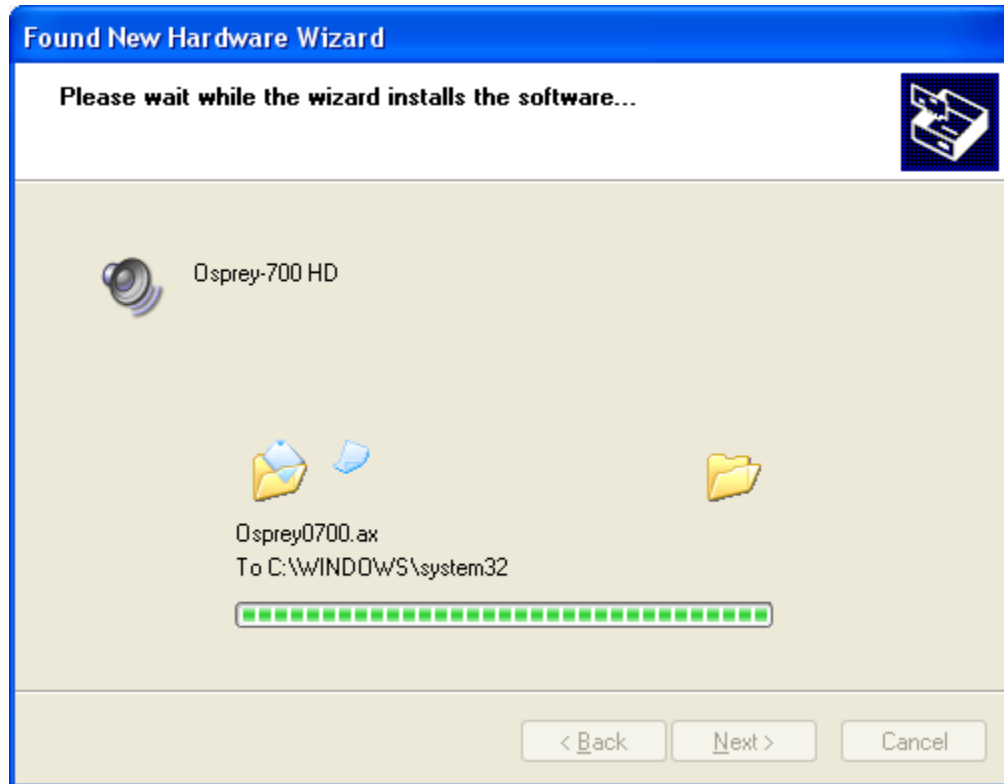 Found New Hardware Wizard
Please wait while the wizard installs the software...
Osprey-700 HD
Osprey0700.ax
To C:\WINDOWS\system32
< Back
Next >
Cancel